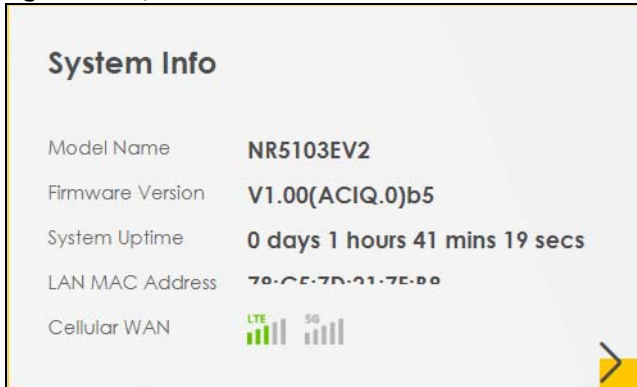 System Info
Model Name NR5103EV2
Firmware Version V1.00(ACIQ.0)b5
System Uptime 0 days 1 hours 41 mins 19 secs
LAN MAC Address
Cellular WAN LTE 5G